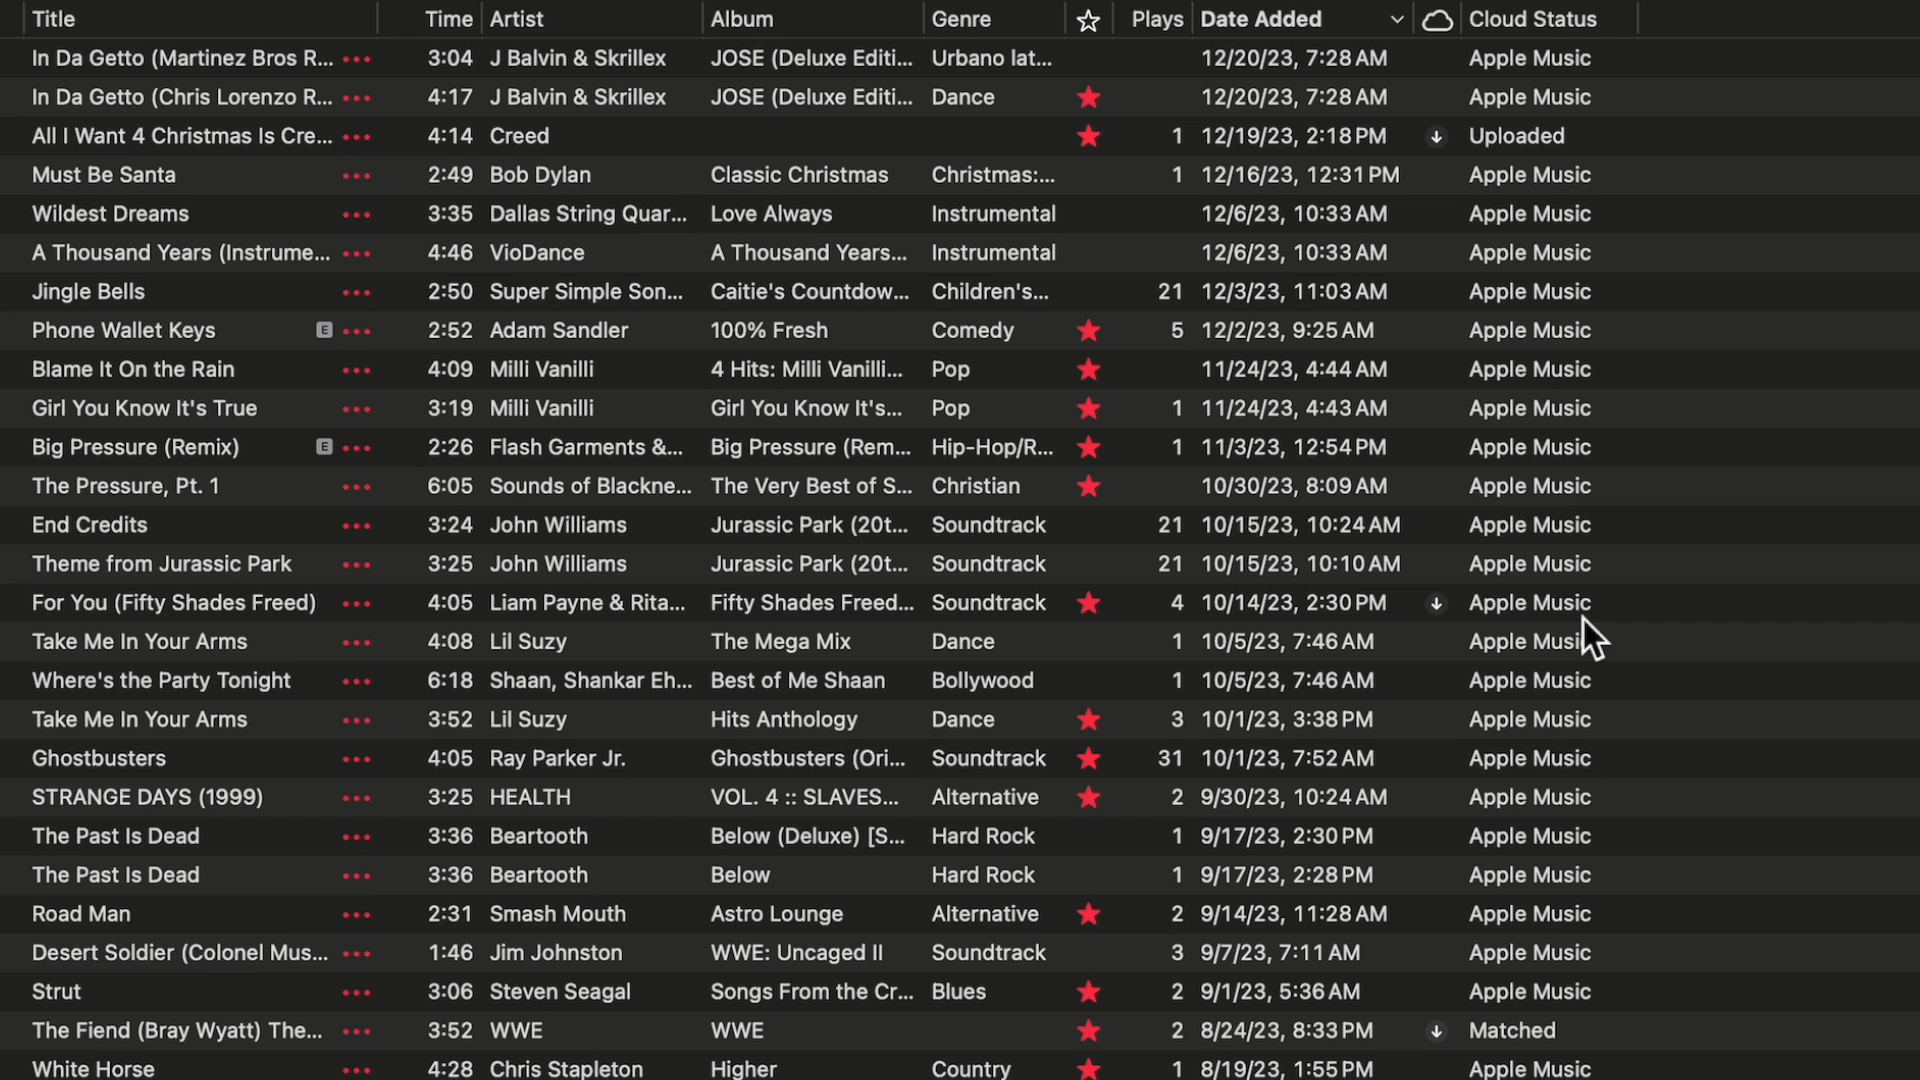 Title Time Artist Album Genre Plays Date Added Cloud Status
In Da Getto (Martinez Bros R... 3:04 J Balvin & Skrillex JOSE (Deluxe Editi... Urbano lat... 12/20/23, 7:28 AM Apple Music
In Da Getto (Chris Lorenzo R... 4:17 J Balvin & Skrillex JOSE (Deluxe Editi... Dance 12/20/23, 7:28 AM Apple Music
All I Want 4 Christmas Is Cre... 4:14 Creed 1 12/19/23, 2:18 PM Uploaded
Must Be Santa 2:49 Bob Dylan Classic Christmas Christmas:... 1 12/16/23, 12:31 PM Apple Music
Wildest Dreams 3:35 Dallas String Quar... Love Always Instrumental 12/6/23, 10:33 AM Apple Music
A Thousand Years (Instrume... 4:46 VioDance A Thousand Years... Instrumental 12/6/23, 10:33 AM Apple Music
Jingle Bells 2:50 Super Simple Son... Caitie's Countdow... Children's... 21 12/3/23, 11:03 AM Apple Music
Phone Wallet Keys E 2:52 Adam Sandler 100% Fresh Comedy 5 12/2/23, 9:25 AM Apple Music
Blame It On the Rain 4:09 Milli Vanilli 4 Hits: Milli Vanilli... Pop 11/24/23, 4:44 AM Apple Music
Girl You Know It's True 3:19 Milli Vanilli Girl You Know It's... Pop 1 11/24/23, 4:43 AM Apple Music
Big Pressure (Remix) E 2:26 Flash Garments &... Big Pressure (Rem... Hip-Hop/R... 1 11/3/23, 12:54 PM Apple Music
The Pressure, Pt. 1 6:05 Sounds of Blackne... The Very Best of S... Christian 10/30/23, 8:09 AM Apple Music
End Credits 3:24 John Williams Jurassic Park (20t... Soundtrack 21 10/15/23, 10:24 AM Apple Music
Theme from Jurassic Park 3:25 John Williams Jurassic Park (20t... Soundtrack 21 10/15/23, 10:10 AM Apple Music
For You (Fifty Shades Freed) 4:05 Liam Payne & Rita... Fifty Shades Freed... Soundtrack 4 10/14/23, 2:30 PM Apple Music
Take Me In Your Arms 4:08 Lil Suzy The Mega Mix Dance 1 10/5/23, 7:46 AM Apple Music
Where's the Party Tonight 6:18 Shaan, Shankar Eh... Best of Me Shaan Bollywood 1 10/5/23, 7:46 AM Apple Music
Take Me In Your Arms 3:52 Lil Suzy Hits Anthology Dance 3 10/1/23, 3:38 PM Apple Music
Ghostbusters 4:05 Ray Parker Jr. Ghostbusters (Ori... Soundtrack 31 10/1/23, 7:52 AM Apple Music
STRANGE DAYS (1999) 3:25 HEALTH VOL. 4 :: SLAVES... Alternative 2 9/30/23, 10:24 AM Apple Music
The Past Is Dead 3:36 Beartooth Below (Deluxe) [S... Hard Rock 1 9/17/23, 2:30 PM Apple Music
The Past Is Dead 3:36 Beartooth Below Hard Rock 1 9/17/23, 2:28 PM Apple Music
Road Man 2:31 Smash Mouth Astro Lounge Alternative 2 9/14/23, 11:28 AM Apple Music
Desert Soldier (Colonel Mus... 1:46 Jim Johnston WWE: Uncaged II Soundtrack 3 9/7/23, 7:11 AM Apple Music
Strut 3:06 Steven Seagal Songs From the Cr... Blues 2 9/1/23, 5:36 AM Apple Music
The Fiend (Bray Wyatt) The... 3:52 WWE WWE 2 8/24/23, 8:33 PM Matched
White Horse 4:28 Chris Stapleton Higher Country 1 8/19/23, 1:55 PM Apple Music